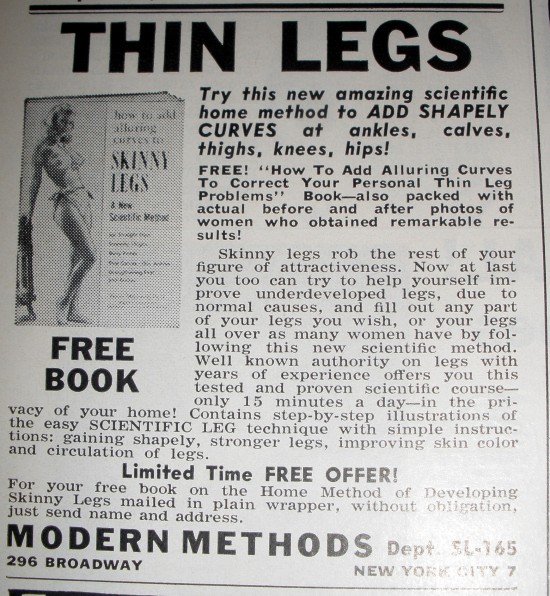 THIN LEGS
how to add
alluring
curves to
SKINNY
LEGS
A New
Scientific Method
Try this new amazing scientific
home method to ADD SHAPELY
CURVES at ankles, calves,
thighs, knees, hips!
FREE! "How To Add Alluring Curves
To Correct Your Personal Thin Leg
Problems" Book—also packed with
actual before and after photos of
women who obtained remarkable re-
sults!
Skinny legs rob the rest of your
figure of attractiveness. Now at last
you too can try to help yourself im-
prove underdeveloped legs, due to
normal causes, and fill out any part
of your legs you wish, or your legs
all over as many women have by fol-
lowing this new scientific method.
Well known authority on legs with
years of experience offers you this
tested and proven scientific course—
only 15 minutes a day—in the pri-
vacy of your home! Contains step-by-step illustrations of
the easy SCIENTIFIC LEG technique with simple instruc-
tions: gaining shapely, stronger legs, improving skin color
and circulation of legs.
FREE
BOOK
Limited Time FREE OFFER!
For your free book on the Home Method of Developing
Skinny Legs mailed in plain wrapper, without obligation,
just send name and address.
MODERN METHODS Dept. SL-165
296 BROADWAY NEW YORK CITY 7